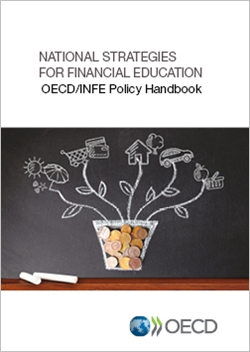 NATIONAL STRATEGIES
FOR FINANCIAL EDUCATION
OECD/INFE Policy Handbook
OECD